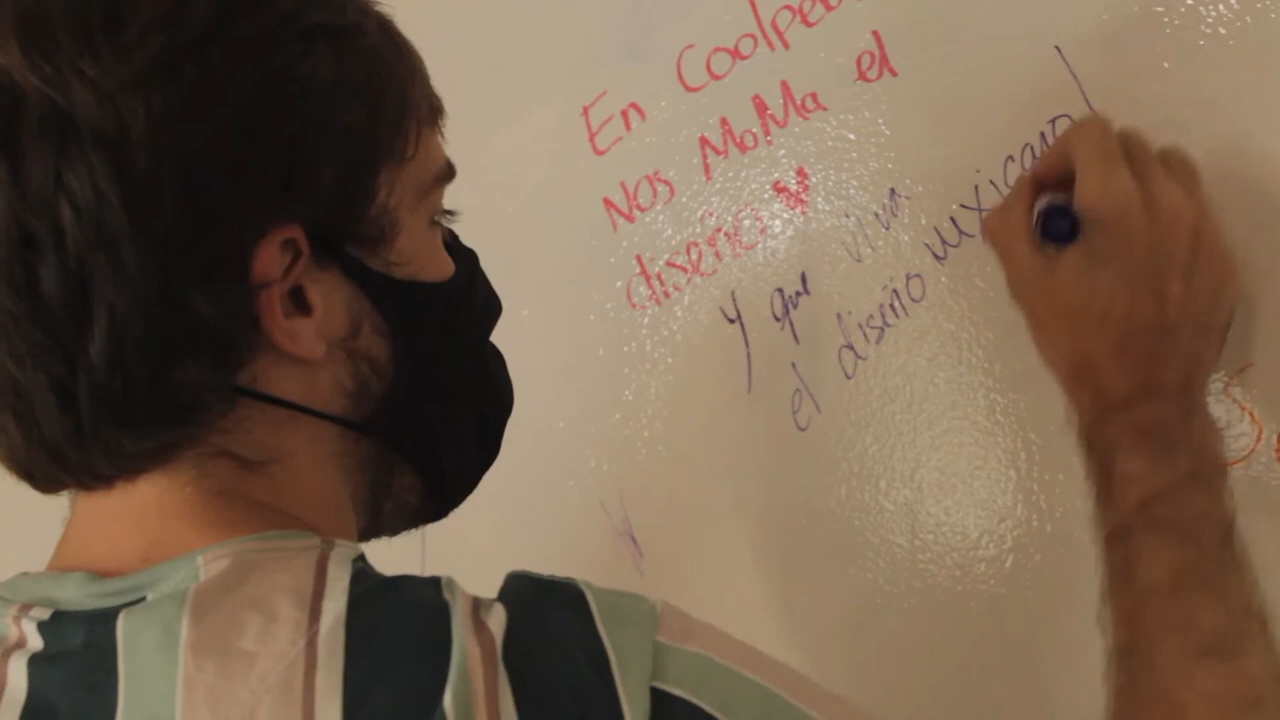 En
Nos MoMa el
diseño
Y que viva
el diseño mexicano!